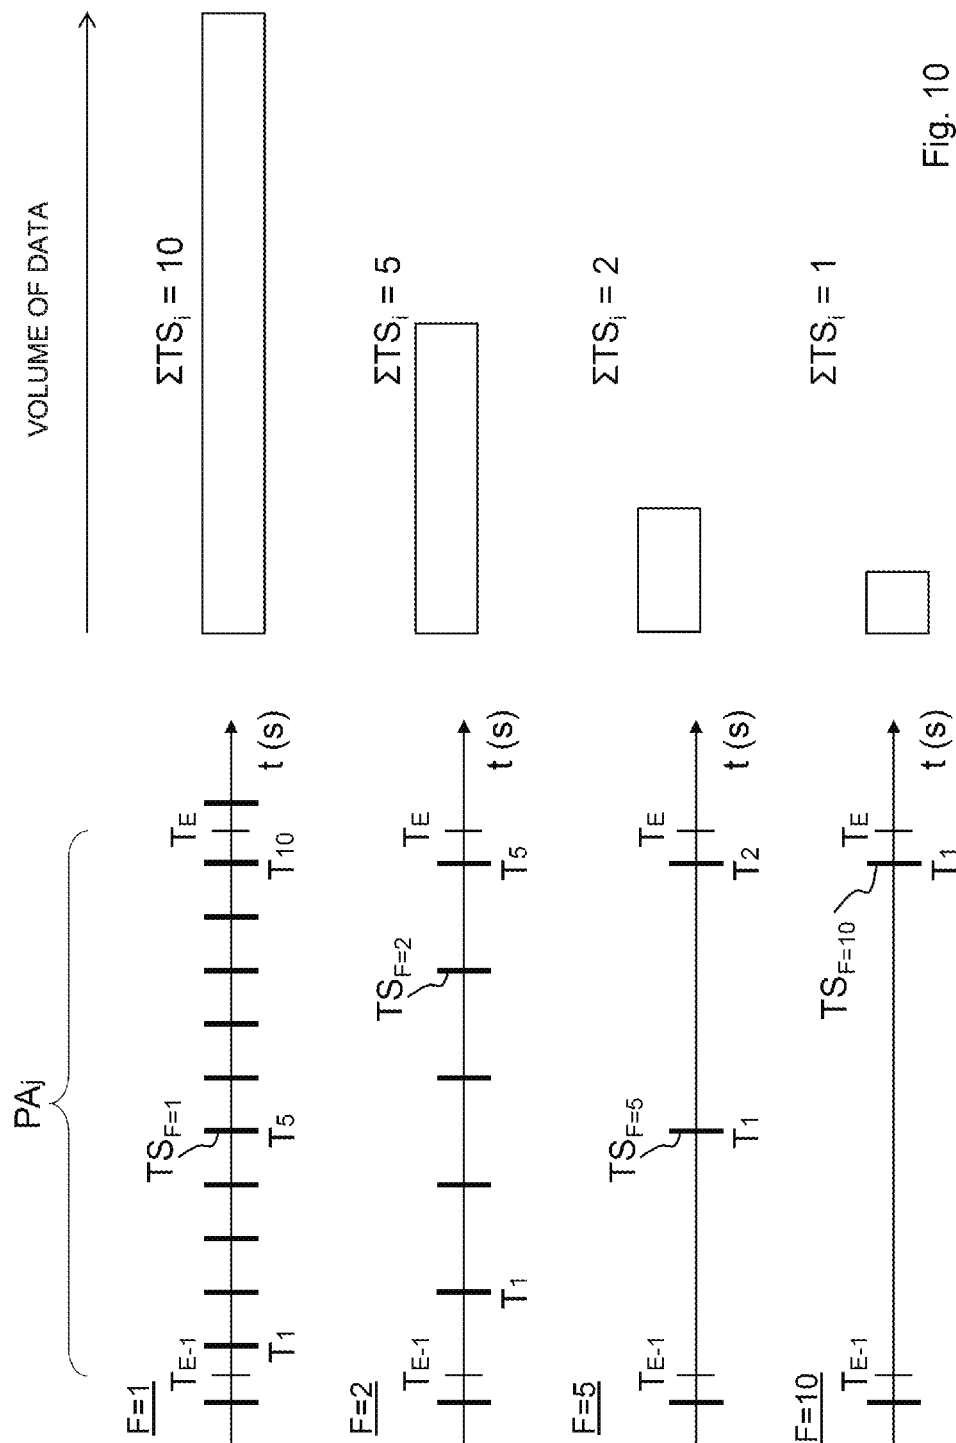 PAj
VOLUME OF DATA
F=1
TE-1
T1
TSF=1
T5
T10
TE
t (s)
ΣTSi = 10
F=2
TE-1
T1
TSF=2
T5
TE
t (s)
ΣTSi = 5
F=5
TE-1
TSF=5
T1
T2
TE
t (s)
ΣTSi = 2
F=10
TE-1
TSF=10
T1
TE
t (s)
ΣTSi = 1
Fig. 10